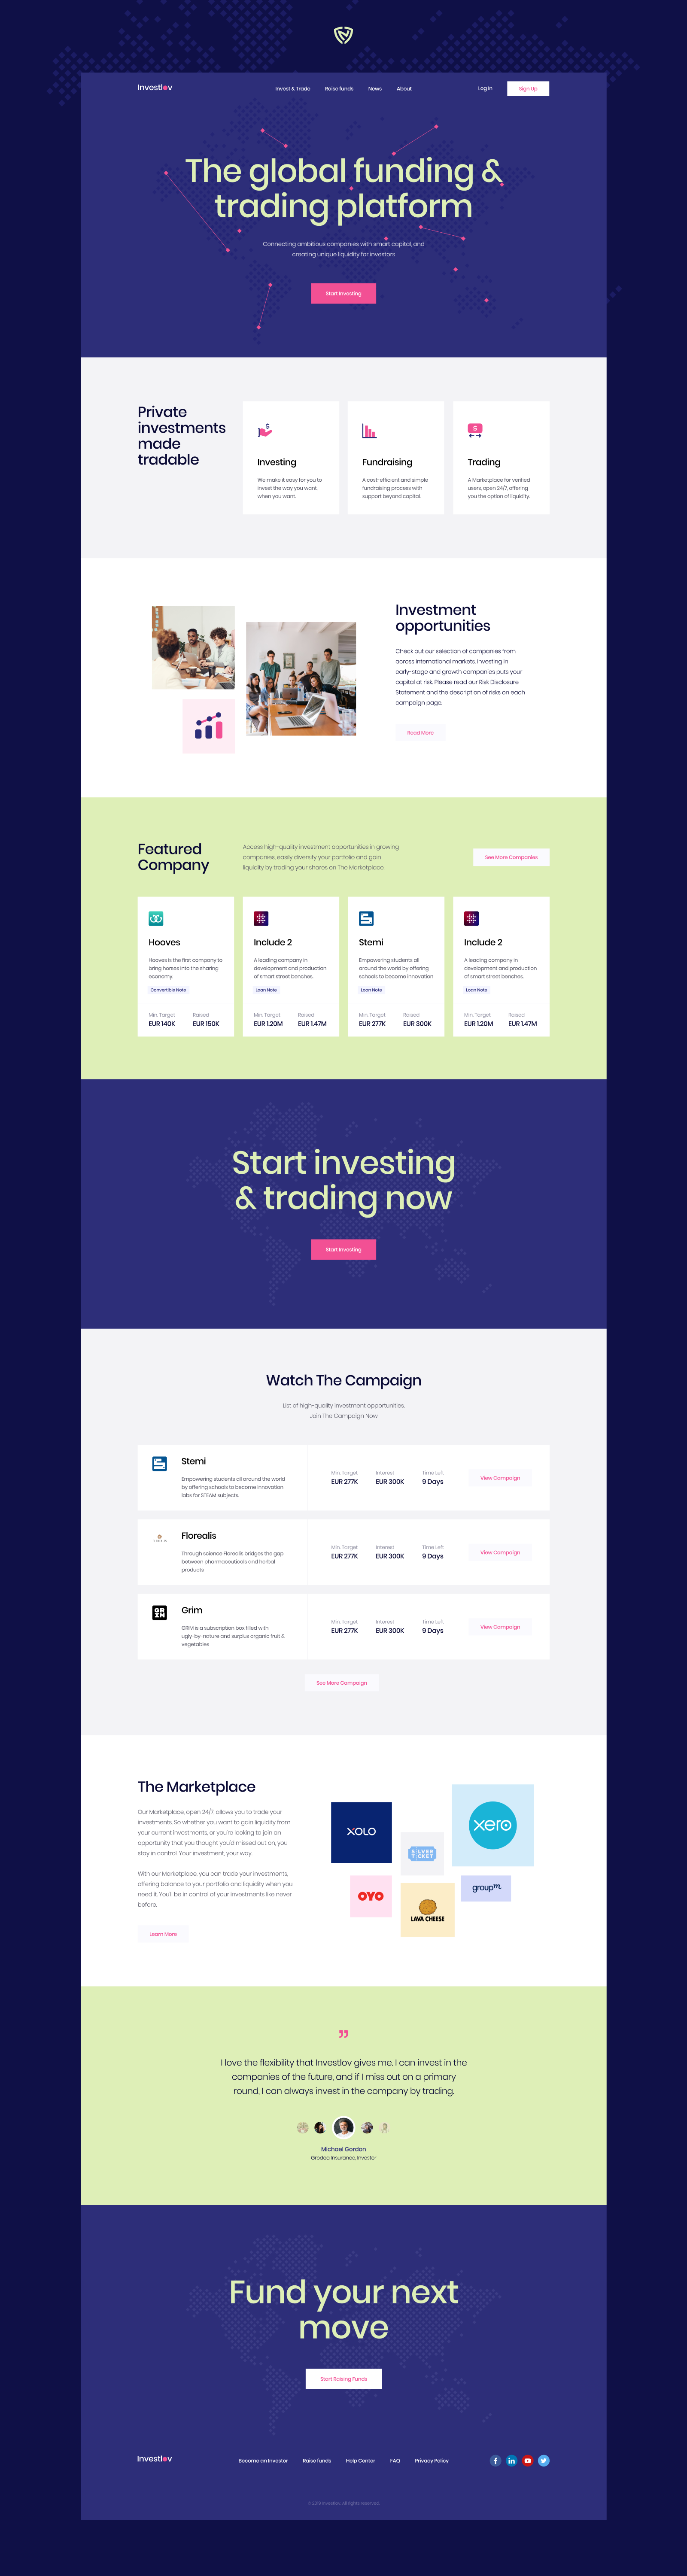 Investlov
Invest & Trade
Raise funds
News
About
Log In
Sign Up
The global funding &
trading platform
Connecting ambitious companies with smart capital, and
creating unique liquidity for investors
Start Investing
Private
investments
made
tradable
Investing
We make it easy for you to
invest the way you want,
when you want.
Fundraising
A cost-efficient and simple
fundraising process with
support beyond capital.
Trading
A Marketplace for verified
users, open 24/7, offering
you the option of liquidity.
Investment
opportunities
Check out our selection of companies from
across international markets. Investing in
early-stage and growth companies puts your
capital at risk. Please read our Risk Disclosure
Statement and the description of risks on each
campaign page.
Read More
Featured
Company
Access high-quality investment opportunities in growing
companies, easily diversify your portfolio and gain
liquidity by trading your shares on The Marketplace.
See More Companies
Hooves
Hooves is the first company to
bring horses into the sharing
economy.
Convertible Note
Min. Target
Raised
EUR 140K
EUR 150K
Include 2
A leading company in
development and production
of smart street benches.
Loan Note
Min. Target
Raised
EUR 1.20M
EUR 1.47M
Stemi
Empowering students all
around the world by offering
schools to become innovation
Loan Note
Min. Target
Raised
EUR 277K
EUR 300K
Include 2
A leading company in
development and production
of smart street benches.
Loan Note
Min. Target
Raised
EUR 1.20M
EUR 1.47M
Start investing
& trading now
Start Investing
Watch The Campaign
List of high-quality investment opportunities.
Join The Campaign Now
Stemi
Empowering students all around the world
by offering schools to become innovation
labs for STEAM subjects.
Min. Target
Interest
Time Left
EUR 277K
EUR 300K
9 Days
View Campaign
Florealis
Through science Florealis bridges the gap
between pharmaceuticals and herbal
products
Min. Target
Interest
Time Left
EUR 277K
EUR 300K
9 Days
View Campaign
GRIM
Grim
GRIM is a subscription box filled with
ugly-by-nature and surplus organic fruit &
vegetables
Min. Target
Interest
Time Left
EUR 277K
EUR 300K
9 Days
View Campaign
See More Campaign
The Marketplace
Our Marketplace, open 24/7, allows you to trade your
investments. So whether you want to gain liquidity from
your current investments, or you're looking to join an
opportunity that you thought you'd missed out on, you
stay in control. Your investment, your way.
With our Marketplace, you can trade your investments,
offering balance to your portfolio and liquidity when you
need it. You'll be in control of your investments like never
before.
Learn More
XOLO
SILVER
TICKET
xero
OYO
LAVA CHEESE
groupm
I love the flexibility that Investlov gives me. I can invest in the
companies of the future, and if I miss out on a primary
round, I can always invest in the company by trading.
Michael Gordon
Gradaa Insurance, Investor
Fund your next
move
Start Raising Funds
Investlov
Become an Investor
Raise funds
Help Center
FAQ
Privacy Policy